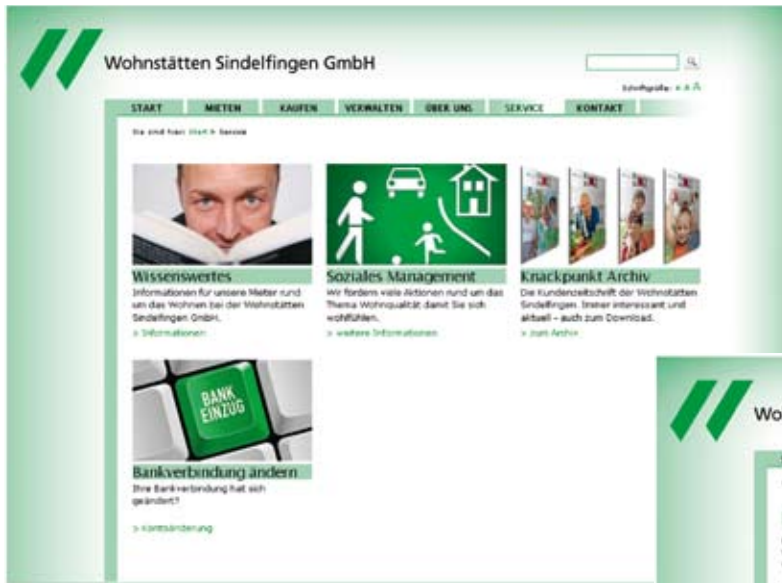 Wohnstätten Sindelfingen GmbH
Schriftgröße: A A A
START MIETEN KAUFEN VERWALTEN ÜBER UNS SERVICE KONTAKT
Sie sind hier: Start Service
Wissenswertes
Informationen für unsere Mieter rund
um das Wohnen bei der Wohnstätten
Sindelfingen GmbH.
> Informationen
Soziales Management
Wir fördern viele Aktionen rund um das
Thema Wohnqualität damit Sie sich
wohlfühlen.
> weitere Informationen
Knackpunkt Archiv
Die Kundenzeitschrift der Wohnstätten
Sindelfingen. Immer interessant und
aktuell – auch zum Download.
> zum Archiv
BANK
EINZUG
Bankverbindung ändern
Ihre Bankverbindung hat sich
geändert?
> Kontoänderung
Wo